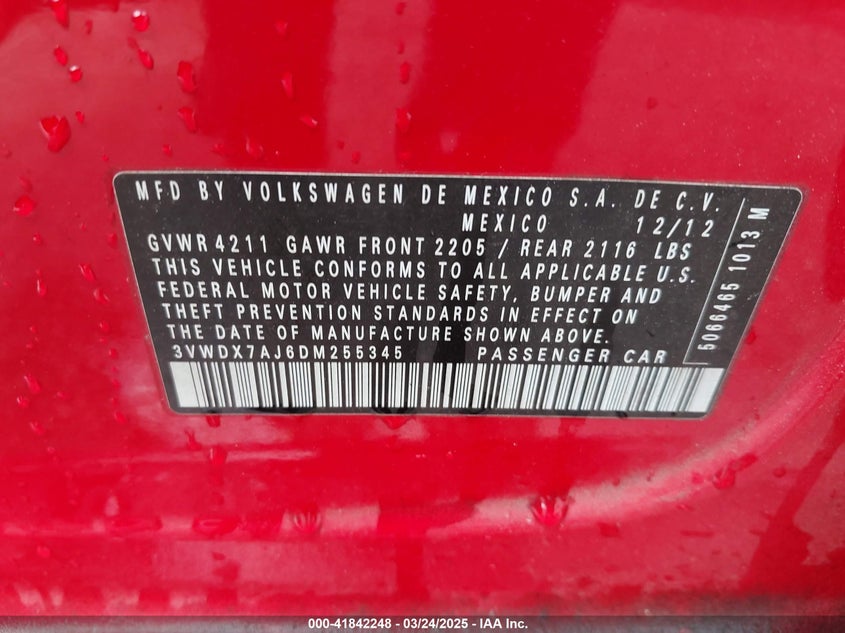 MFD BY VOLKSWAGEN DE MEXICO S.A. DE C.V.
MEXICO 12/12
GVWR 4211 GAWR FRONT 2205 / REAR 2116 LBS
THIS VEHICLE CONFORMS TO ALL APPLICABLE U.S.
FEDERAL MOTOR VEHICLE SAFETY, BUMPER AND
THEFT PREVENTION STANDARDS IN EFFECT ON
THE DATE OF MANUFACTURE SHOWN ABOVE.
3VWDX7AJ6DM255345 PASSENGER CAR
5066465 1013 M
000-41842248 - 03/24/2025 - IAA Inc.